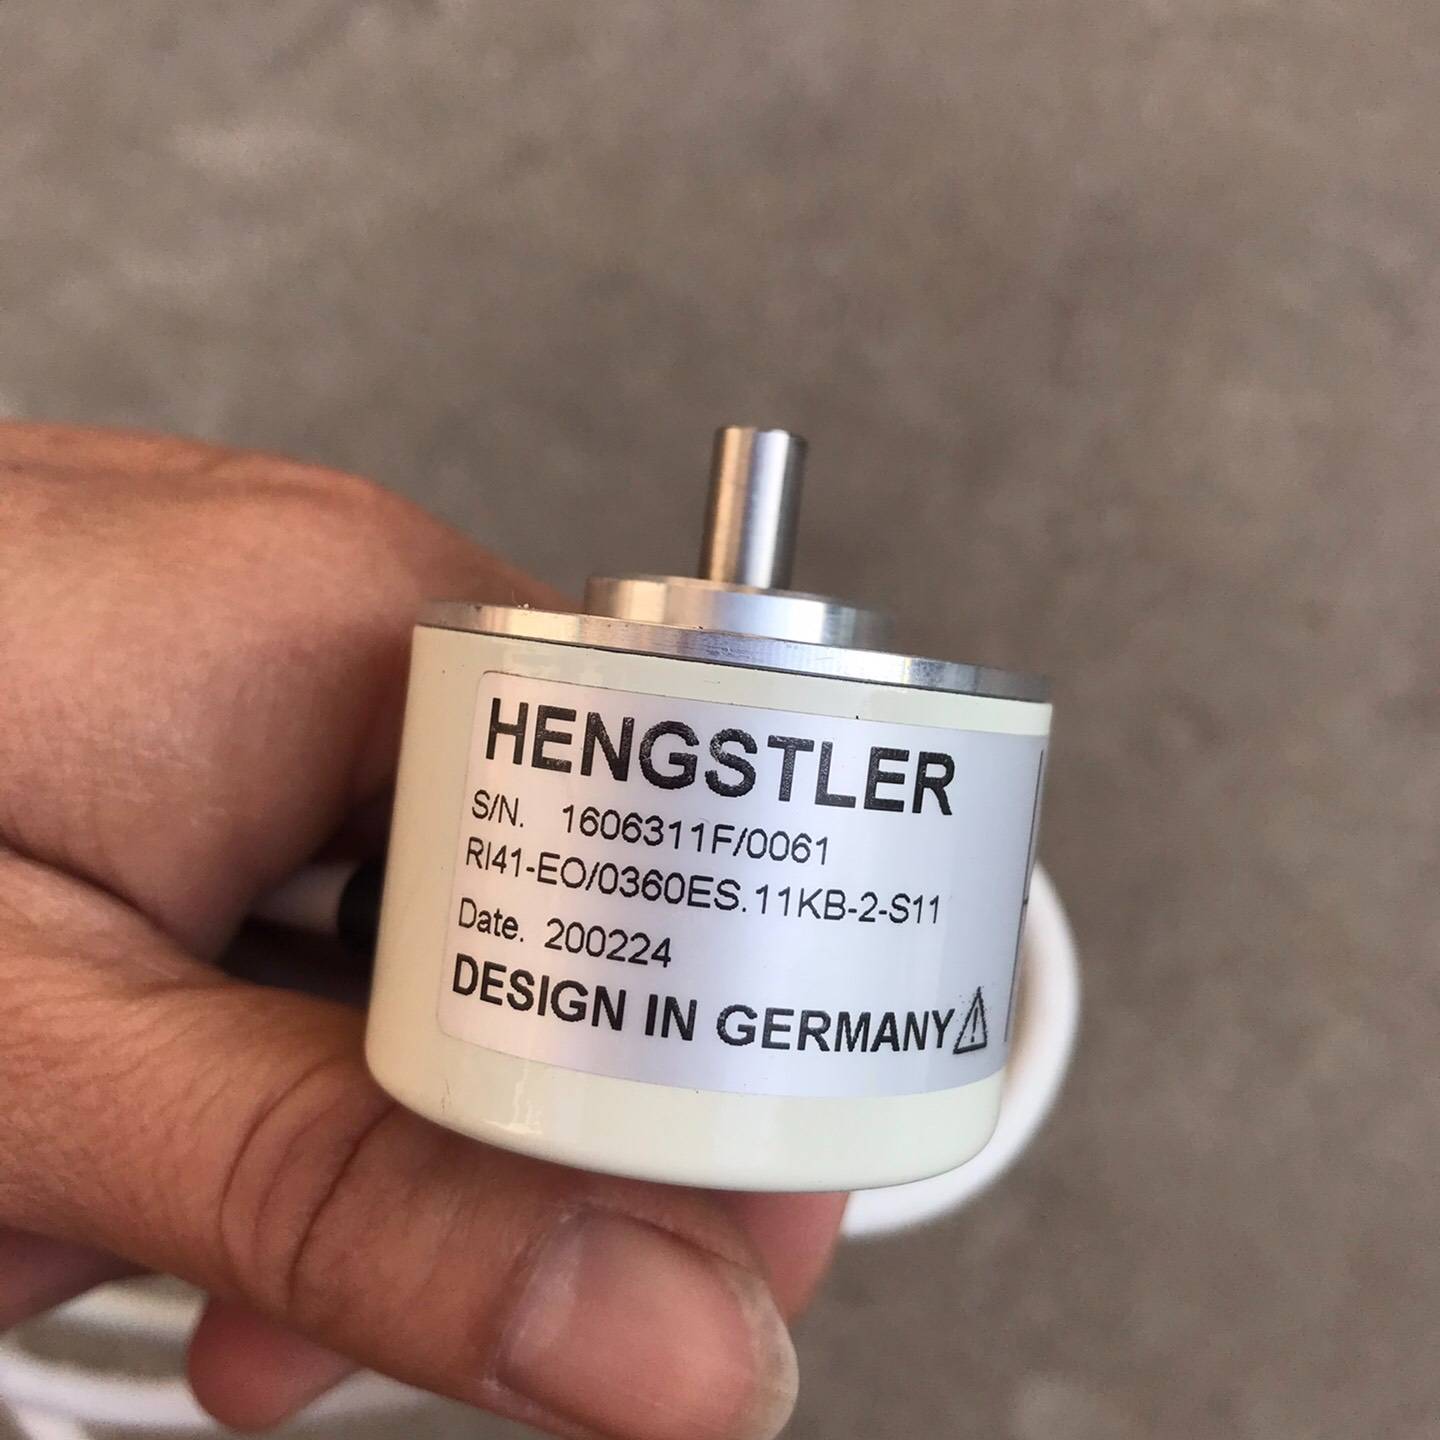 HENGSTLER
S/N. 1606311F/0061
RI41-EO/0360ES.11KB-2-S11
Date. 200224
DESIGN IN GERMANY